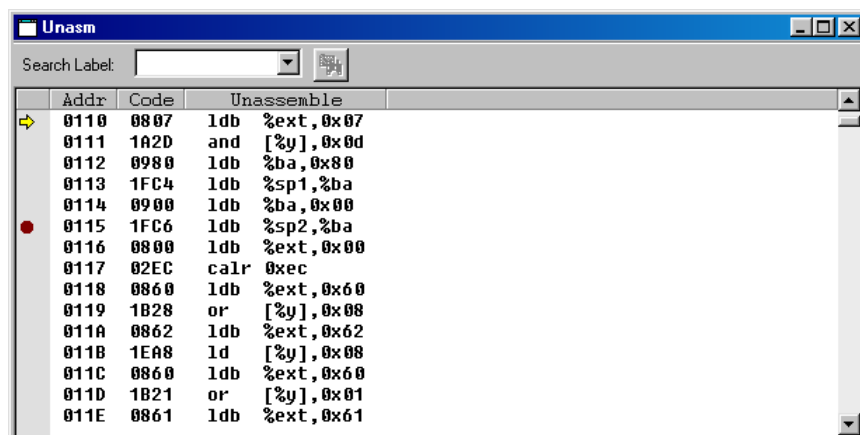 Unasm
Search Label:
Addr Code Unassemble
0110 0807 ldb %ext,0x07
0111 1A2D and [%y],0x0d
0112 0980 ldb %ba,0x80
0113 1FC4 ldb %sp1,%ba
0114 0900 ldb %ba,0x00
0115 1FC6 ldb %sp2,%ba
0116 0800 ldb %ext,0x00
0117 02EC calr 0xec
0118 0860 ldb %ext,0x60
0119 1B28 or [%y],0x08
011A 0862 ldb %ext,0x62
011B 1EA8 ld [%y],0x08
011C 0860 ldb %ext,0x60
011D 1B21 or [%y],0x01
011E 0861 ldb %ext,0x61